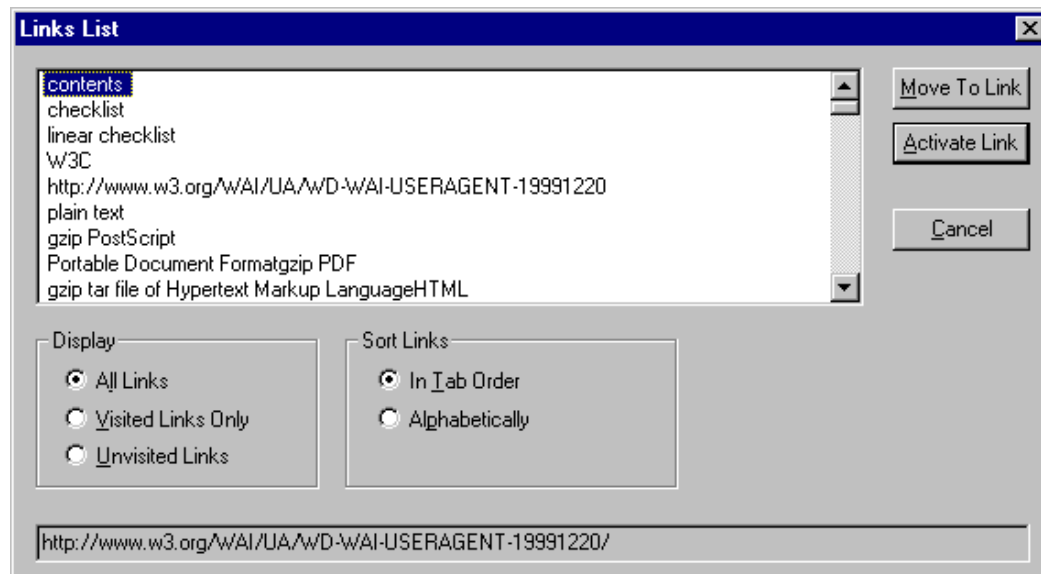 Links List
contents
checklist
linear checklist
W3C
http://www.w3.org/WAI/UA/WD-WAI-USERAGENT-19991220
plain text
gzip PostScript
Portable Document Formatgzip PDF
gzip tar file of Hypertext Markup LanguageHTML
Move To Link
Activate Link
Cancel
Display
All Links
Visited Links Only
Unvisited Links
Sort Links
In Tab Order
Alphabetically
http://www.w3.org/WAI/UA/WD-WAI-USERAGENT-19991220/